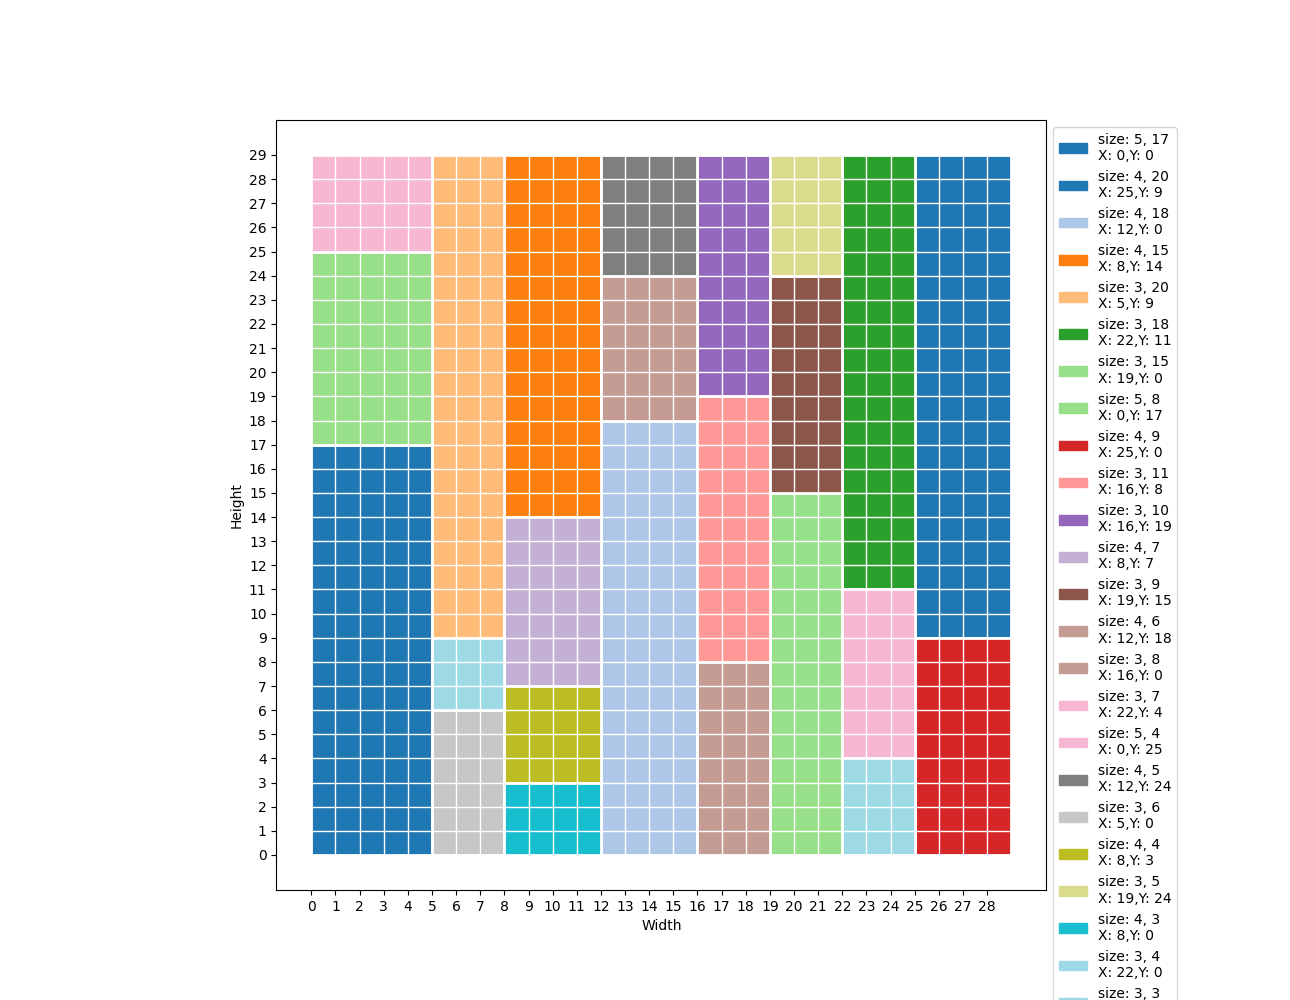 29
28
27
26
25
24
23
22
21
20
19
18
17
16
15
14
13
12
11
10
9
8
7
6
5
4
3
2
1
0
Height
0 1 2 3 4 5 6 7 8 9 10 11 12 13 14 15 16 17 18 19 20 21 22 23 24 25 26 27 28
Width
size: 5, 17
X: 0,Y: 0
size: 4, 20
X: 25,Y: 9
size: 4, 18
X: 12,Y: 0
size: 4, 15
X: 8,Y: 14
size: 3, 20
X: 5,Y: 9
size: 3, 18
X: 22,Y: 11
size: 3, 15
X: 19,Y: 0
size: 5, 8
X: 0,Y: 17
size: 4, 9
X: 25,Y: 0
size: 3, 11
X: 16,Y: 8
size: 3, 10
X: 16,Y: 19
size: 4, 7
X: 8,Y: 7
size: 3, 9
X: 19,Y: 15
size: 4, 6
X: 12,Y: 18
size: 3, 8
X: 16,Y: 0
size: 3, 7
X: 22,Y: 4
size: 5, 4
X: 0,Y: 25
size: 4, 5
X: 12,Y: 24
size: 3, 6
X: 5,Y: 0
size: 4, 4
X: 8,Y: 3
size: 3, 5
X: 19,Y: 24
size: 4, 3
X: 8,Y: 0
size: 3, 4
X: 22,Y: 0
size: 3, 3